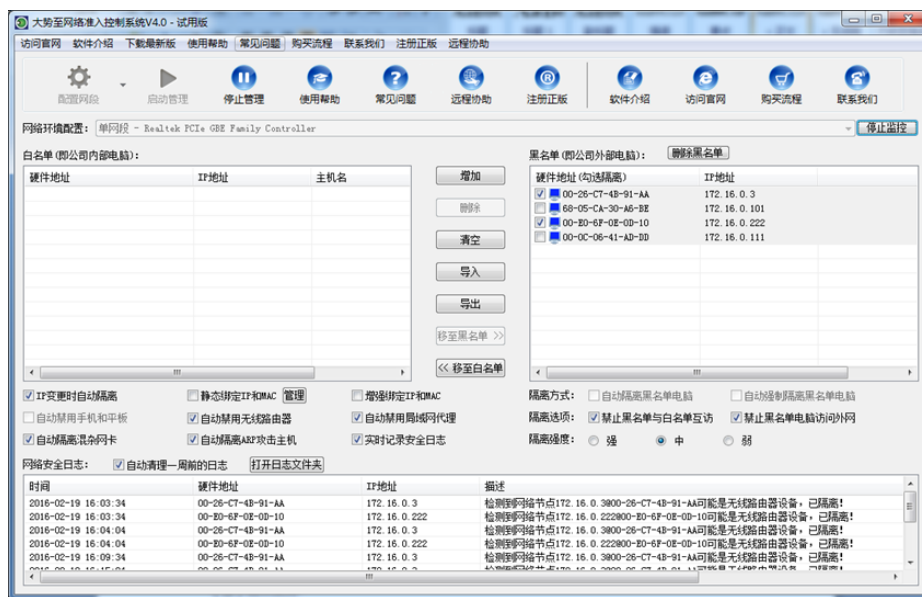 大势至网络准入控制系统V4.0 - 试用版
访问官网 软件介绍 下载最新版 使用帮助 常见问题 购买流程 联系我们 注册正版 远程协助
配置网段 启动管理 停止管理 使用帮助 常见问题 远程协助 注册正版 软件介绍 访问官网 购买流程 联系我们
网络环境配置: 单网段 - Realtek PCIe GBE Family Controller 停止监控
白名单(即公司内部电脑):
硬件地址 IP地址 主机名
增加
删除
清空
导入
导出
移至黑名单 >>
<< 移至白名单
黑名单(即公司外部电脑): 删除黑名单
硬件地址(勾选隔离) IP地址
00-26-C7-4B-91-AA 172.16.0.3
68-05-CA-30-A6-BE 172.16.0.101
00-E0-6F-0E-0D-10 172.16.0.222
00-0C-06-41-AD-DD 172.16.0.111
IP变更时自动隔离 静态绑定IP和MAC 管理 增强绑定IP和MAC
自动禁用手机和平板 自动禁用无线路由器 自动禁用局域网代理
自动隔离混杂网卡 自动隔离ARP攻击主机 实时记录安全日志
隔离方式: 自动隔离黑名单电脑 自动强制隔离黑名单电脑
隔离选项: 禁止黑名单与白名单互访 禁止黑名单电脑访问外网
隔离强度: 强 中 弱
网络安全日志: 自动清理一周前的日志 打开日志文件夹
时间 硬件地址 IP地址 描述
2016-02-19 16:03:34 00-26-C7-4B-91-AA 172.16.0.3 检测到网络节点172.16.0.3@00-26-C7-4B-91-AA可能是无线路由器设备，已隔离!
2016-02-19 16:03:34 00-E0-6F-0E-0D-10 172.16.0.222 检测到网络节点172.16.0.222@00-E0-6F-0E-0D-10可能是无线路由器设备，已隔离!
2016-02-19 16:04:04 00-26-C7-4B-91-AA 172.16.0.3 检测到网络节点172.16.0.3@00-26-C7-4B-91-AA可能是无线路由器设备，已隔离!
2016-02-19 16:04:04 00-E0-6F-0E-0D-10 172.16.0.222 检测到网络节点172.16.0.222@00-E0-6F-0E-0D-10可能是无线路由器设备，已隔离!
2016-02-19 16:09:34 00-26-C7-4B-91-AA 172.16.0.3 检测到网络节点172.16.0.3@00-26-C7-4B-91-AA可能是无线路由器设备，已隔离!